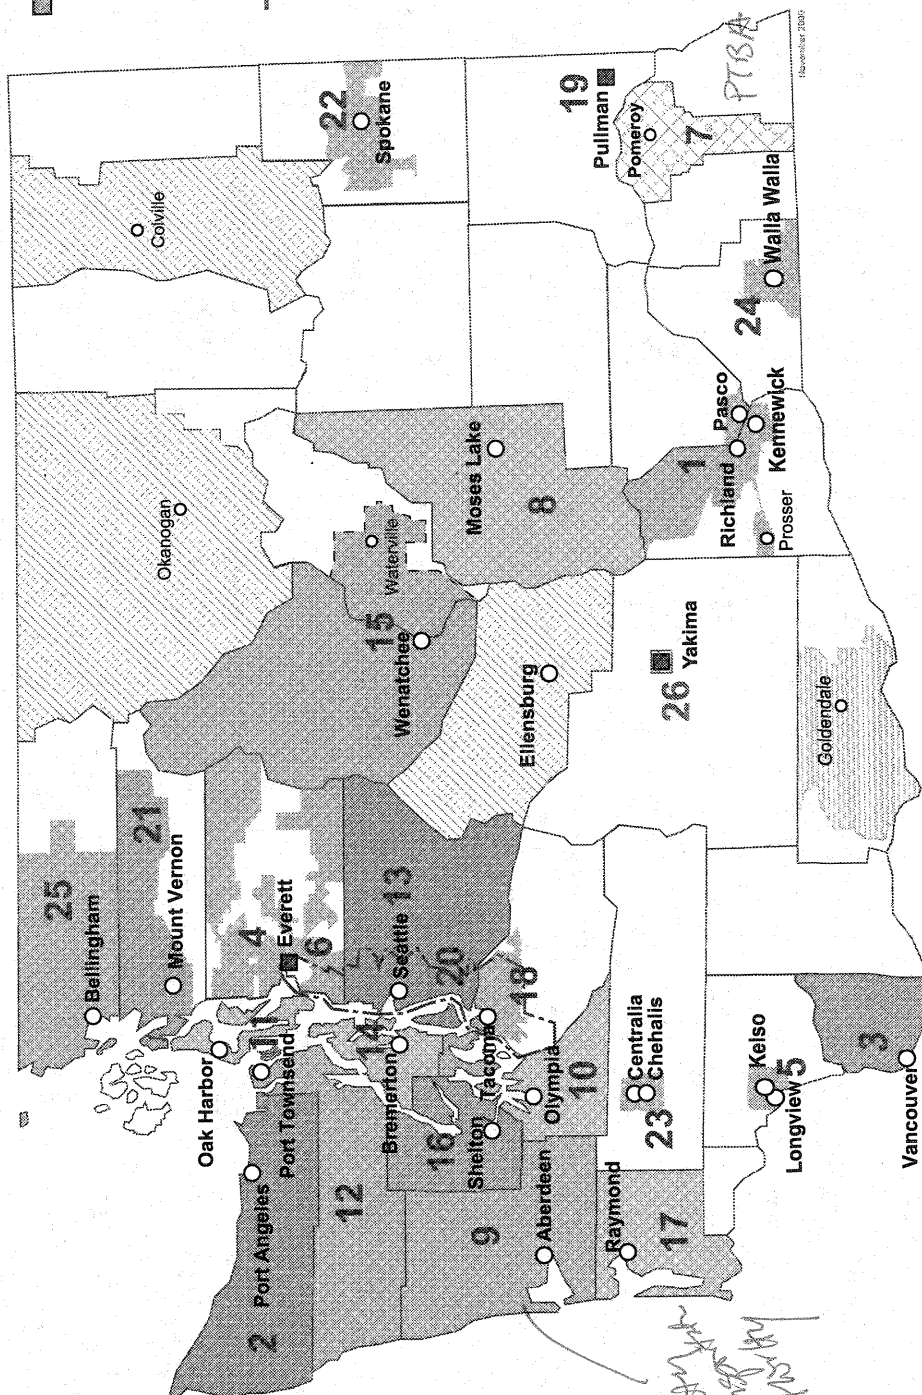 25
Bellingham
21
Mount Vernon
Oak Harbor
11
Port Townsend
4
Everett
6
Port Angeles
2
12
14
Bremerton
Seattle
13
20
16
Shelton
Tacoma
18
Olympia
10
9
Aberdeen
Raymond
17
23
Centralia
Chehalis
Kelso
5
Longview
3
Vancouver
Okanogan
Colville
22
Spokane
15
Wenatchee
Waterville
Moses Lake
8
Ellensburg
26
Yakima
1
Richland
Pasco
Kennewick
Prosser
Goldendale
24
Walla Walla
19
Pullman
Pomeroy
7
PTBA
November 2009